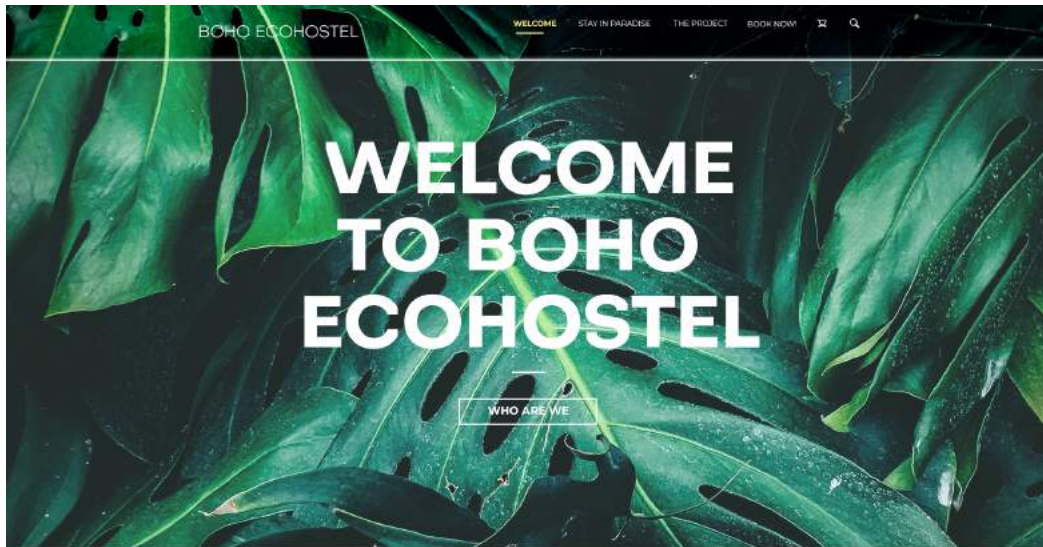 BOHO ECOHOSTEL
WELCOME STAY IN PARADISE THE PROJECT BOOK NOW!
WELCOME
TO BOHO
ECOHOSTEL
WHO ARE WE